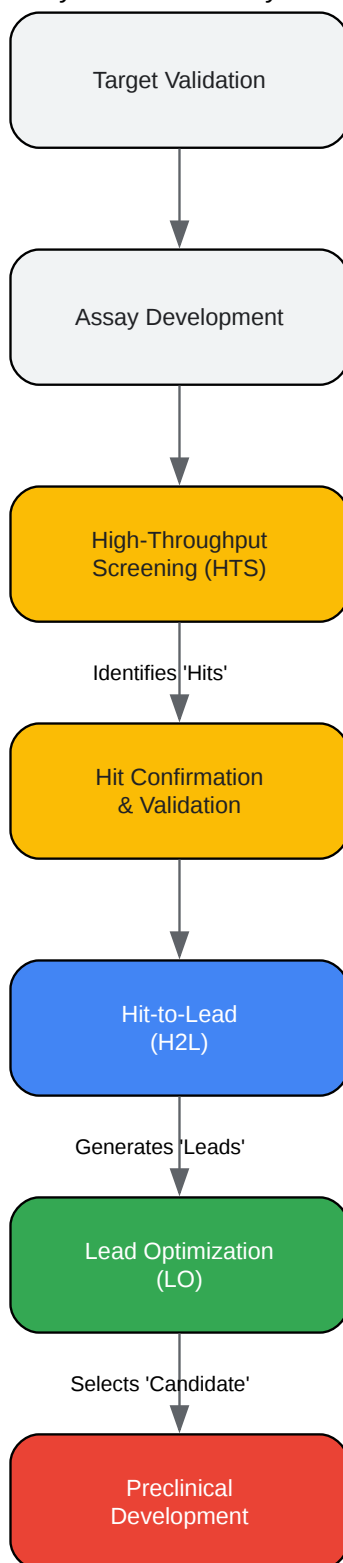 Target Validation
Assay Development
High-Throughput
Screening (HTS)
Identifies 'Hits'
Hit Confirmation
& Validation
Hit-to-Lead
(H2L)
Generates 'Leads'
Lead Optimization
(LO)
Selects 'Candidate'
Preclinical
Development